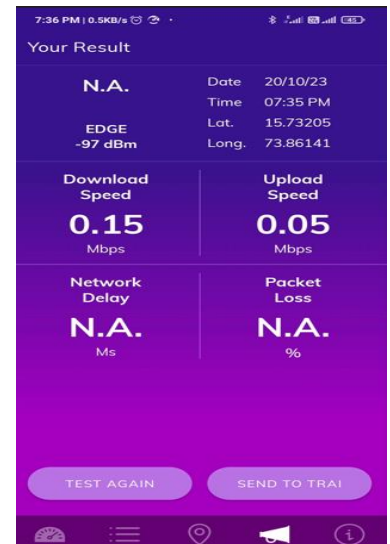 7:36 PM | 0.5KB/s
45
Your Result
N.A.
Date 20/10/23
Time 07:35 PM
EDGE
-97 dBm
Lat. 15.73205
Long. 73.86141
Download
Speed
0.15
Mbps
Upload
Speed
0.05
Mbps
Network
Delay
N.A.
Ms
Packet
Loss
N.A.
%
TEST AGAIN
SEND TO TRAI